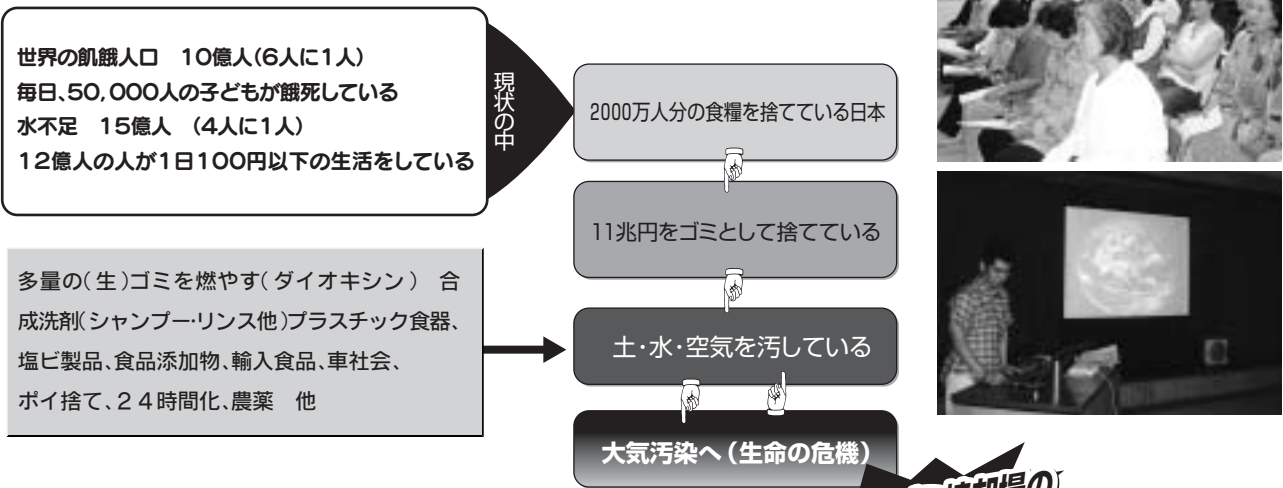 世界の飢餓人口　10億人(6人に1人)
毎日、50,000人の子どもが餓死している
水不足　15億人　(4人に1人)
12億人の人が1日100円以下の生活をしている
現状の中
2000万人分の食糧を捨てている日本
11兆円をゴミとして捨てている
多量の(生)ゴミを燃やす(ダイオキシン)　合
成洗剤(シャンプー・リンス他)プラスチック食器、
塩ビ製品、食品添加物、輸入食品、車社会、
ポイ捨て、24時間化、農薬　他
土・水・空気を汚している
大気汚染へ(生命の危機)